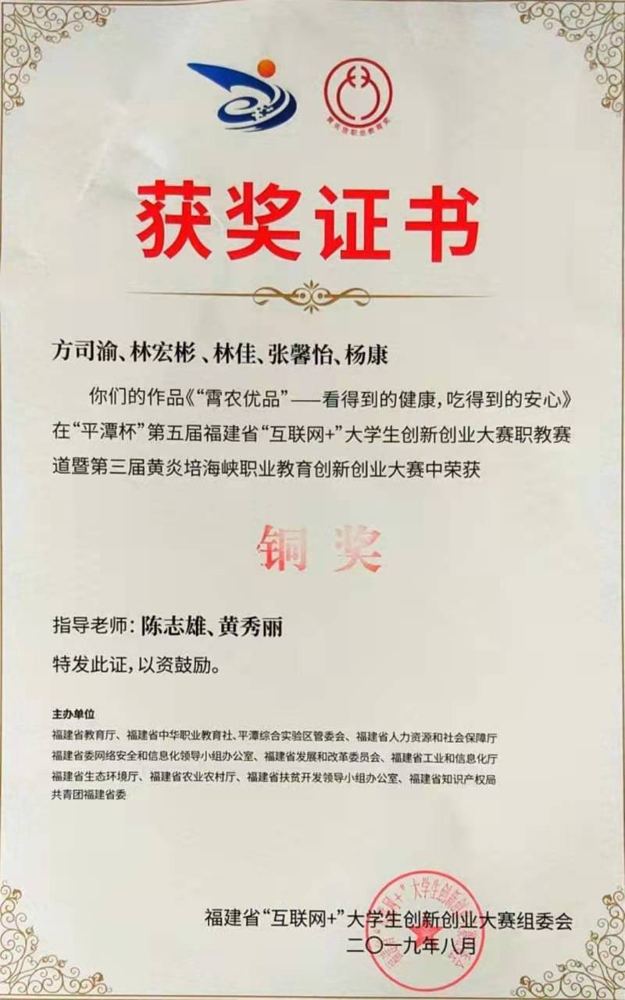 黄炎培职业教育奖
获奖证书
方司渝、林宏彬、林佳、张馨怡、杨康
你们的作品《“霄农优品”——看得到的健康,吃得到的安心》
在“平潭杯”第五届福建省“互联网+”大学生创新创业大赛职教赛
道暨第三届黄炎培海峡职业教育创新创业大赛中荣获
铜奖
指导老师:陈志雄、黄秀丽
特发此证,以资鼓励。
主办单位
福建省教育厅、福建省中华职业教育社、平潭综合实验区管委会、福建省人力资源和社会保障厅
福建省委网络安全和信息化领导小组办公室、福建省发展和改革委员会、福建省工业和信息化厅
福建省生态环境厅、福建省农业农村厅、福建省扶贫开发领导小组办公室、福建省知识产权局
共青团福建省委
福建省“互联网+”大学生创新创业大赛组委会
二〇一九年八月